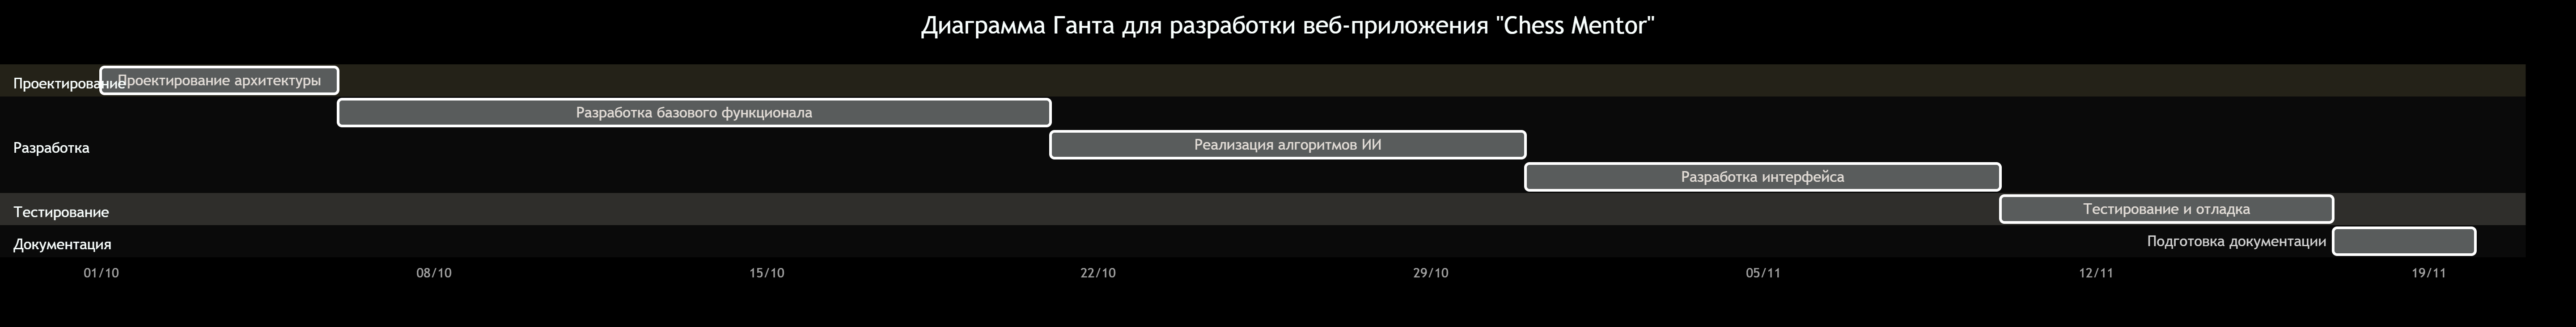 Диаграмма Ганта для разработки веб-приложения "Chess Mentor"
Проектирование
Проектирование архитектуры
Разработка базового функционала
Разработка
Реализация алгоритмов ИИ
Разработка интерфейса
Тестирование
Тестирование и отладка
Документация
Подготовка документации
01/10 08/10 15/10 22/10 29/10 05/11 12/11 19/11